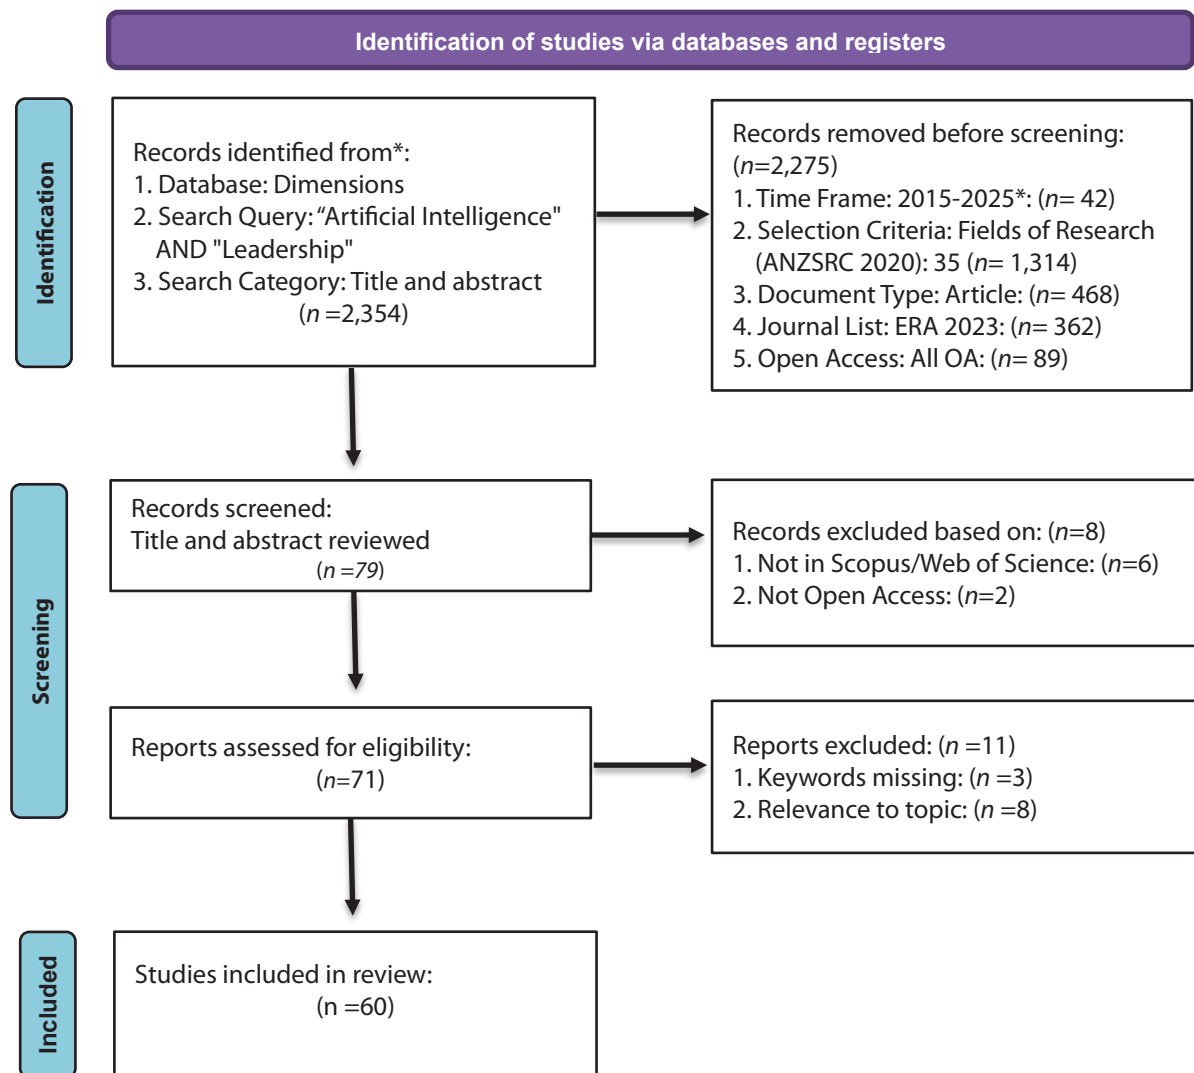 Identification of studies via databases and registers
Identification
Records identified from*:
1. Database: Dimensions
2. Search Query: “Artificial Intelligence"
AND "Leadership"
3. Search Category: Title and abstract
(n =2,354)
Records removed before screening:
(n=2,275)
1. Time Frame: 2015-2025*: (n= 42)
2. Selection Criteria: Fields of Research
(ANZSRC 2020): 35 (n= 1,314)
3. Document Type: Article: (n= 468)
4. Journal List: ERA 2023: (n= 362)
5. Open Access: All OA: (n= 89)
Screening
Records screened:
Title and abstract reviewed
(n =79)
Records excluded based on: (n=8)
1. Not in Scopus/Web of Science: (n=6)
2. Not Open Access: (n=2)
Reports assessed for eligibility:
(n=71)
Reports excluded: (n =11)
1. Keywords missing: (n =3)
2. Relevance to topic: (n =8)
Included
Studies included in review:
(n =60)